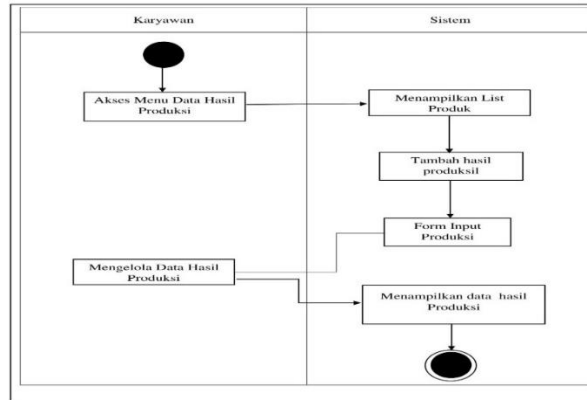 Karyawan
Sistem
Akses Menu Data Hasil
Produksi
Menampilkan List
Produk
Tambah hasil
produksil
Form Input
Produksi
Mengelola Data Hasil
Produksi
Menampilkan data hasil
Produksi